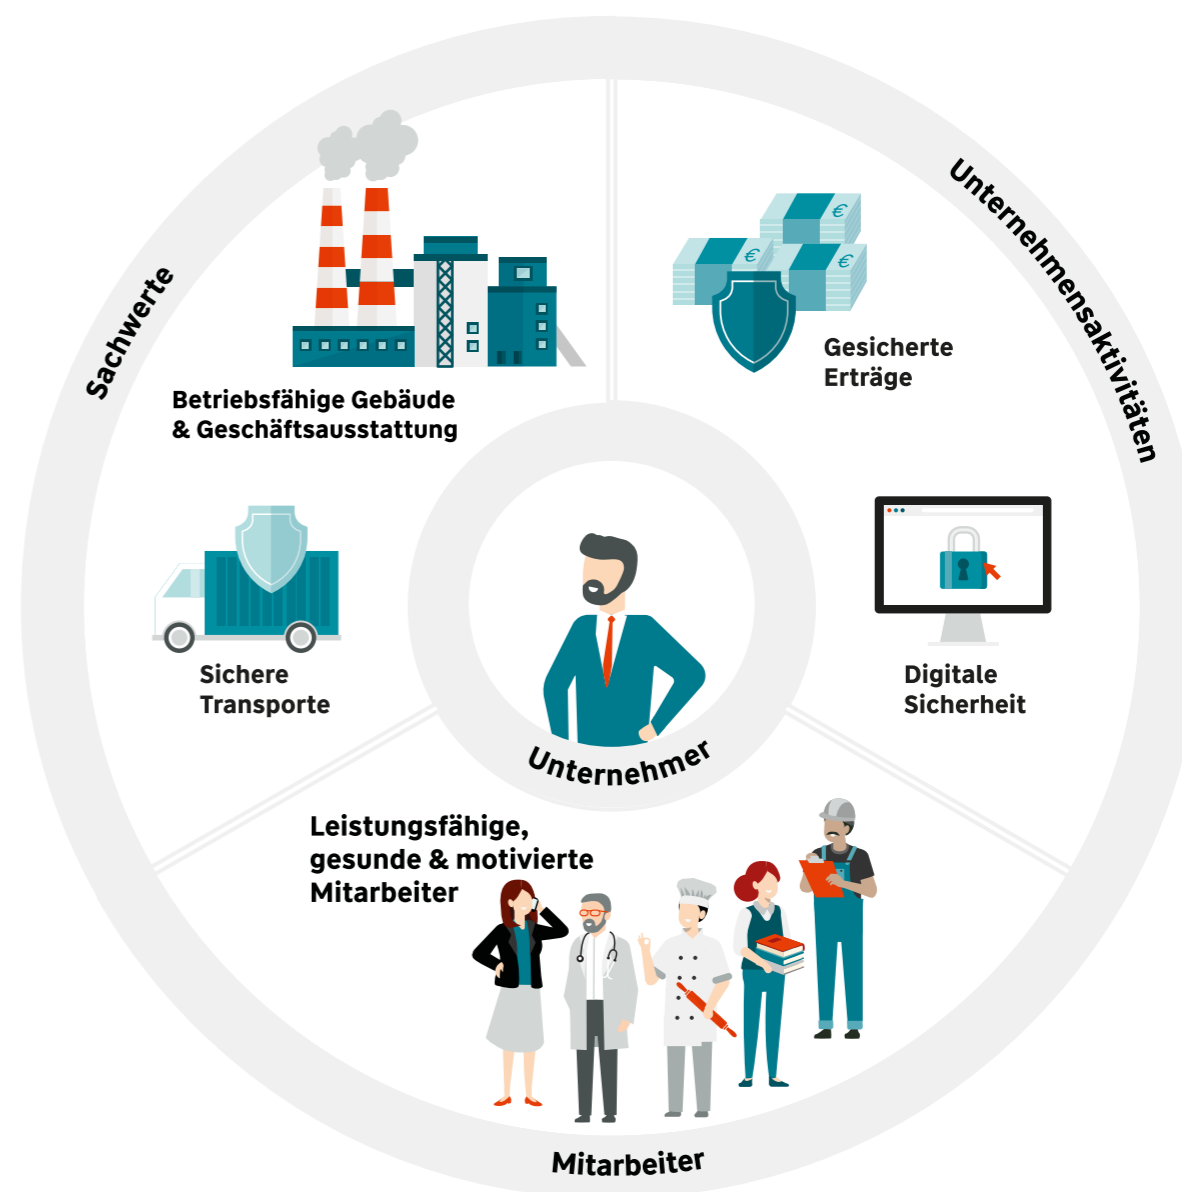 Sachwerte
Betriebsfähige Gebäude
& Geschäftsausstattung
Sichere
Transporte
Unternehmensaktivitäten
€
€
€
Gesicherte
Erträge
Digitale
Sicherheit
Unternehmer
Leistungsfähige,
gesunde & motivierte
Mitarbeiter
Mitarbeiter